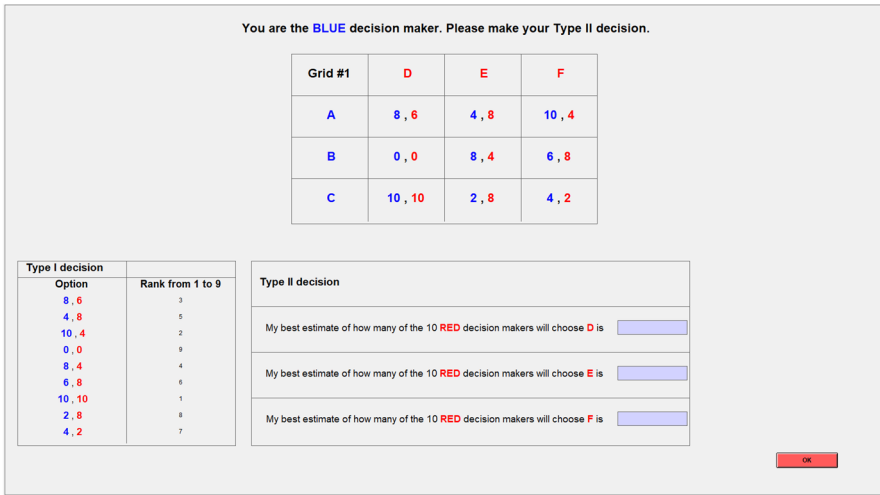 You are the BLUE decision maker. Please make your Type II decision.
Grid #1 D E F
A 8 , 6 4 , 8 10 , 4
B 0 , 0 8 , 4 6 , 8
C 10 , 10 2 , 8 4 , 2
Type I decision
Option Rank from 1 to 9
8 , 6 3
4 , 8 5
10 , 4 2
0 , 0 9
8 , 4 4
6 , 8 6
10 , 10 1
2 , 8 8
4 , 2 7
Type II decision
My best estimate of how many of the 10 RED decision makers will choose D is
My best estimate of how many of the 10 RED decision makers will choose E is
My best estimate of how many of the 10 RED decision makers will choose F is
OK